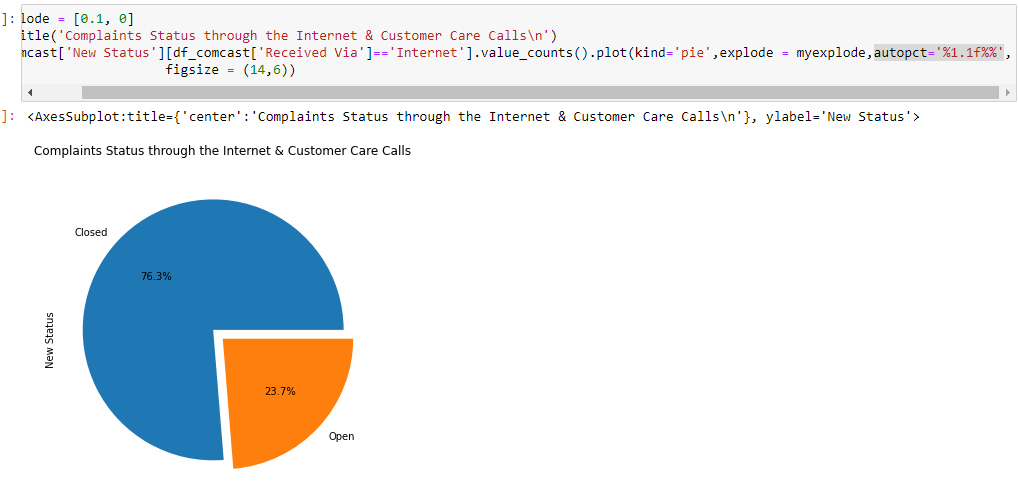 ]: lode = [0.1, 0]
itle('Complaints Status through the Internet & Customer Care Calls\n')
ncast['New Status'][df_comcast['Received Via']=='Internet'].value_counts().plot(kind='pie',explode = myexplode,autopct='%1.1f%%',
figsize = (14,6))
]: <AxesSubplot:title={'center':'Complaints Status through the Internet & Customer Care Calls\n'}, ylabel='New Status'>
Complaints Status through the Internet & Customer Care Calls
Closed
76.3%
New Status
23.7%
Open